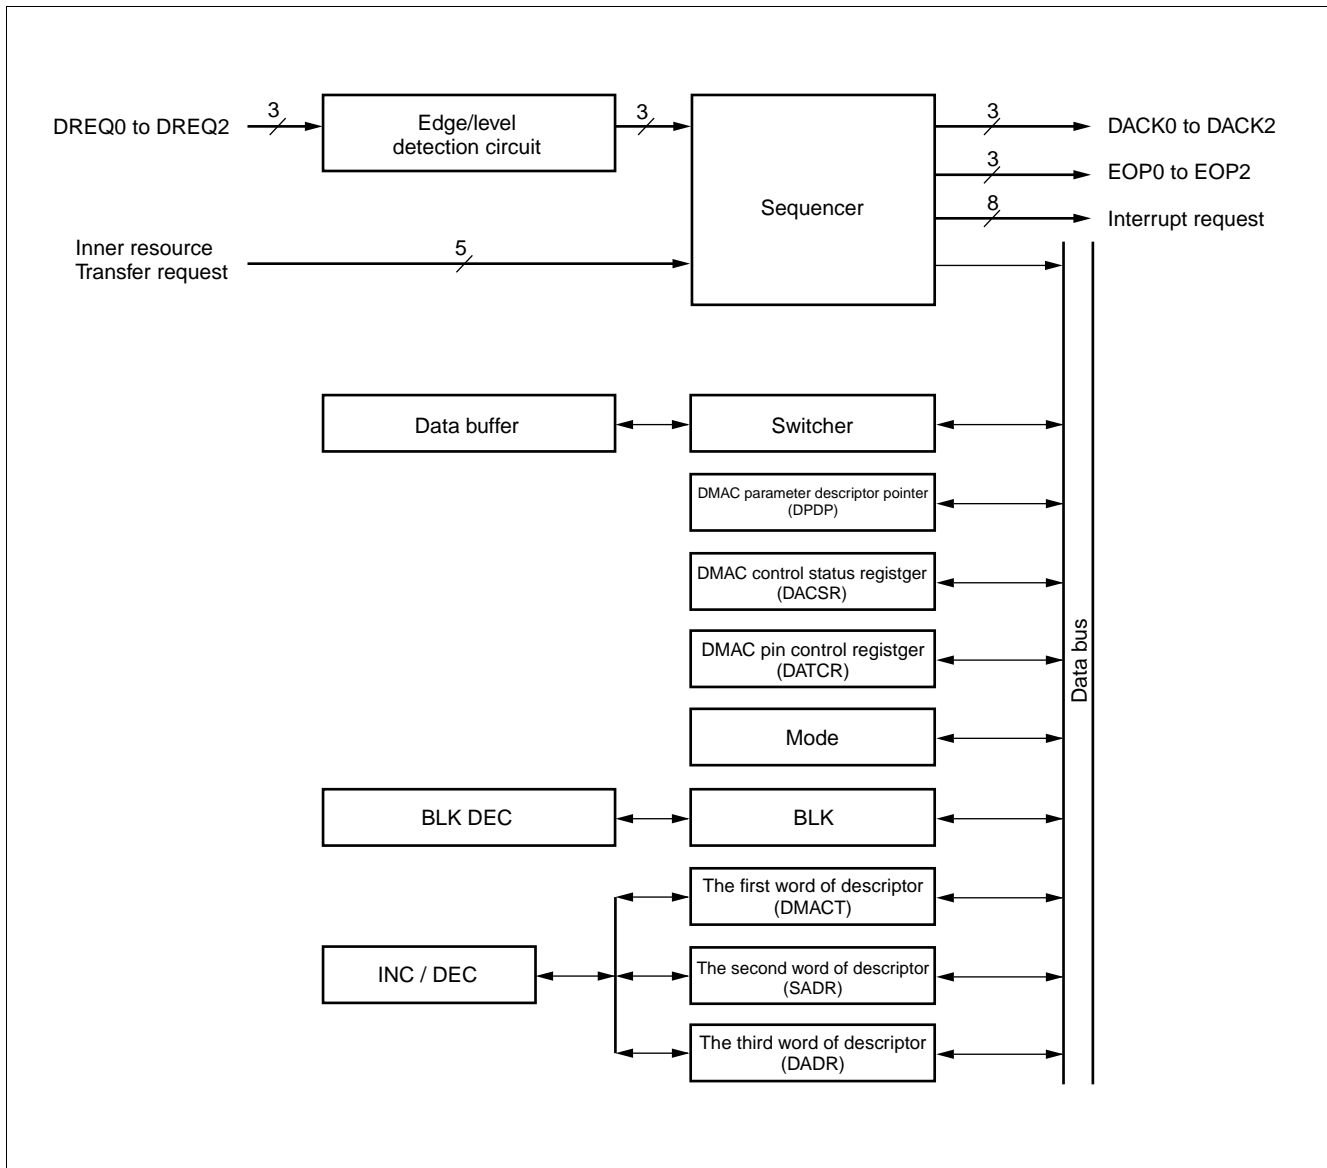 3
3
3
DREQ0 to DREQ2
Edge/level
detection circuit
DACK0 to DACK2
3
EOP0 to EOP2
Sequencer
8
Interrupt request
Inner resource
Transfer request
5
Data buffer
Switcher
DMAC parameter descriptor pointer
(DPDP)
DMAC control status registger
(DACSR)
DMAC pin control registger
(DATCR)
Data bus
Mode
BLK DEC
BLK
The first word of descriptor
(DMACT)
INC / DEC
The second word of descriptor
(SADR)
The third word of descriptor
(DADR)